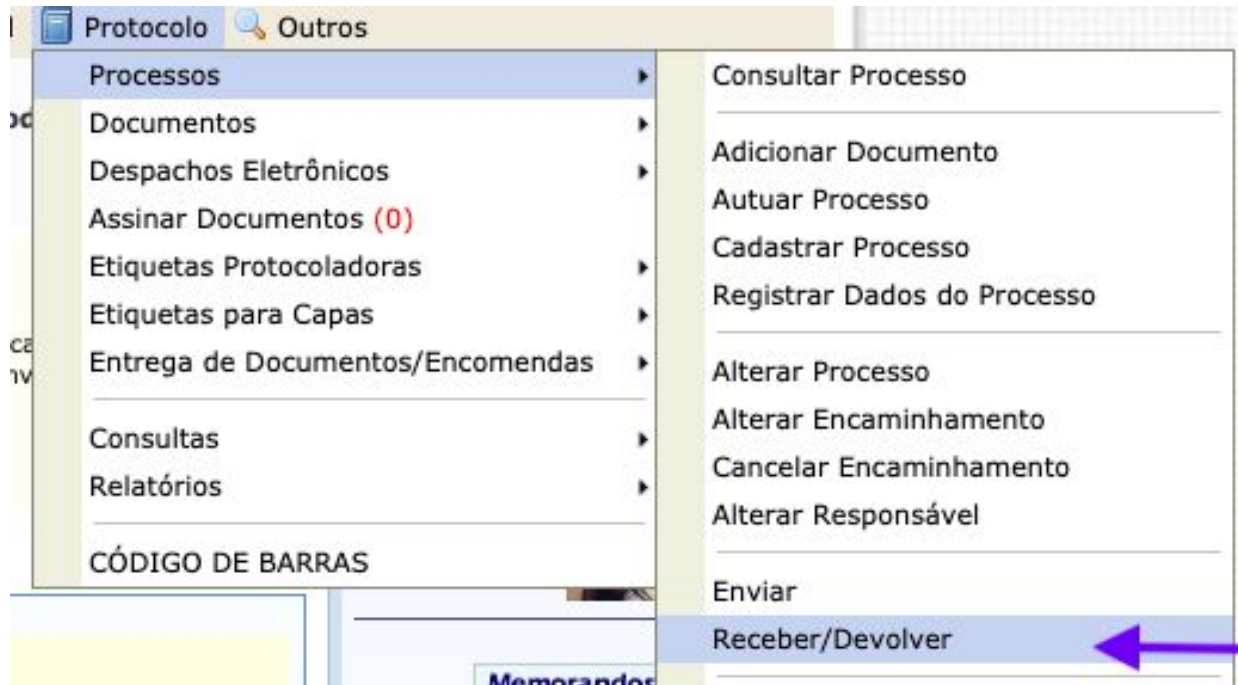 Protocolo Outros
Processos
Documentos
Despachos Eletrônicos
Assinar Documentos (0)
Etiquetas Protocoladoras
Etiquetas para Capas
Entrega de Documentos/Encomendas
Consultas
Relatórios
CÓDIGO DE BARRAS
Consultar Processo
Adicionar Documento
Autuar Processo
Cadastrar Processo
Registrar Dados do Processo
Alterar Processo
Alterar Encaminhamento
Cancelar Encaminhamento
Alterar Responsável
Enviar
Receber/Devolver
Memorandos